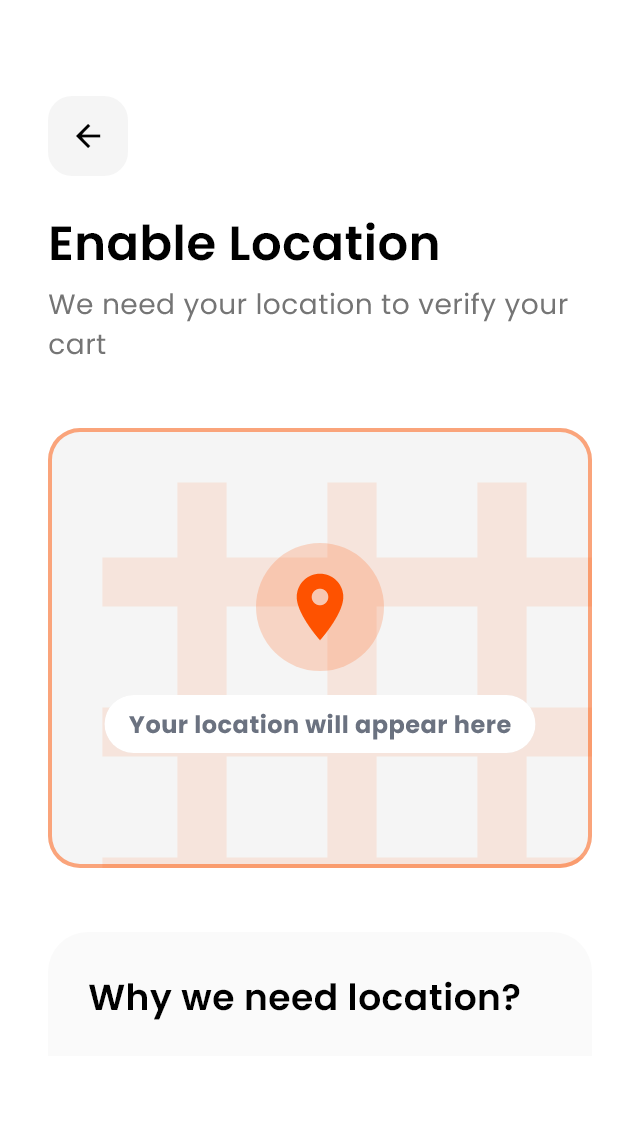 Enable Location
We need your location to verify your
cart
Your location will appear here
Why we need location?